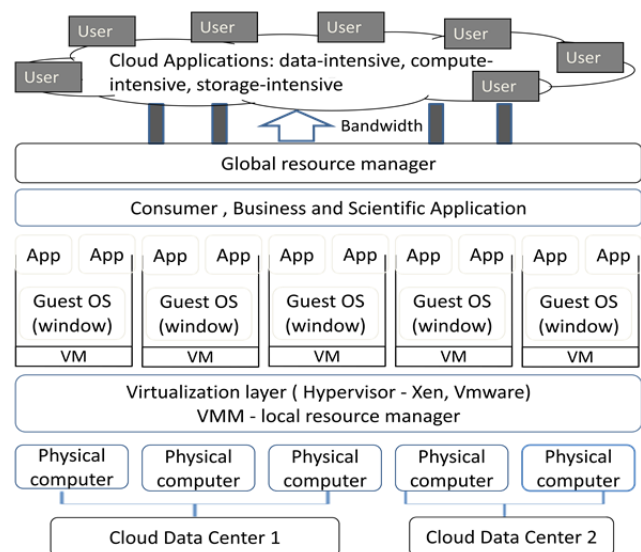 User
User
User
User
User
User
User
Cloud Applications: data-intensive, compute-
intensive, storage-intensive
Bandwidth
Global resource manager
Consumer , Business and Scientific Application
App App App App App App App App App App
Guest OS Guest OS Guest OS Guest OS Guest OS
(window) (window) (window) (window) (window)
VM VM VM VM VM
Virtualization layer ( Hypervisor - Xen, Vmware)
VMM - local resource manager
Physical Physical Physical Physical Physical
computer computer computer computer computer
Cloud Data Center 1 Cloud Data Center 2